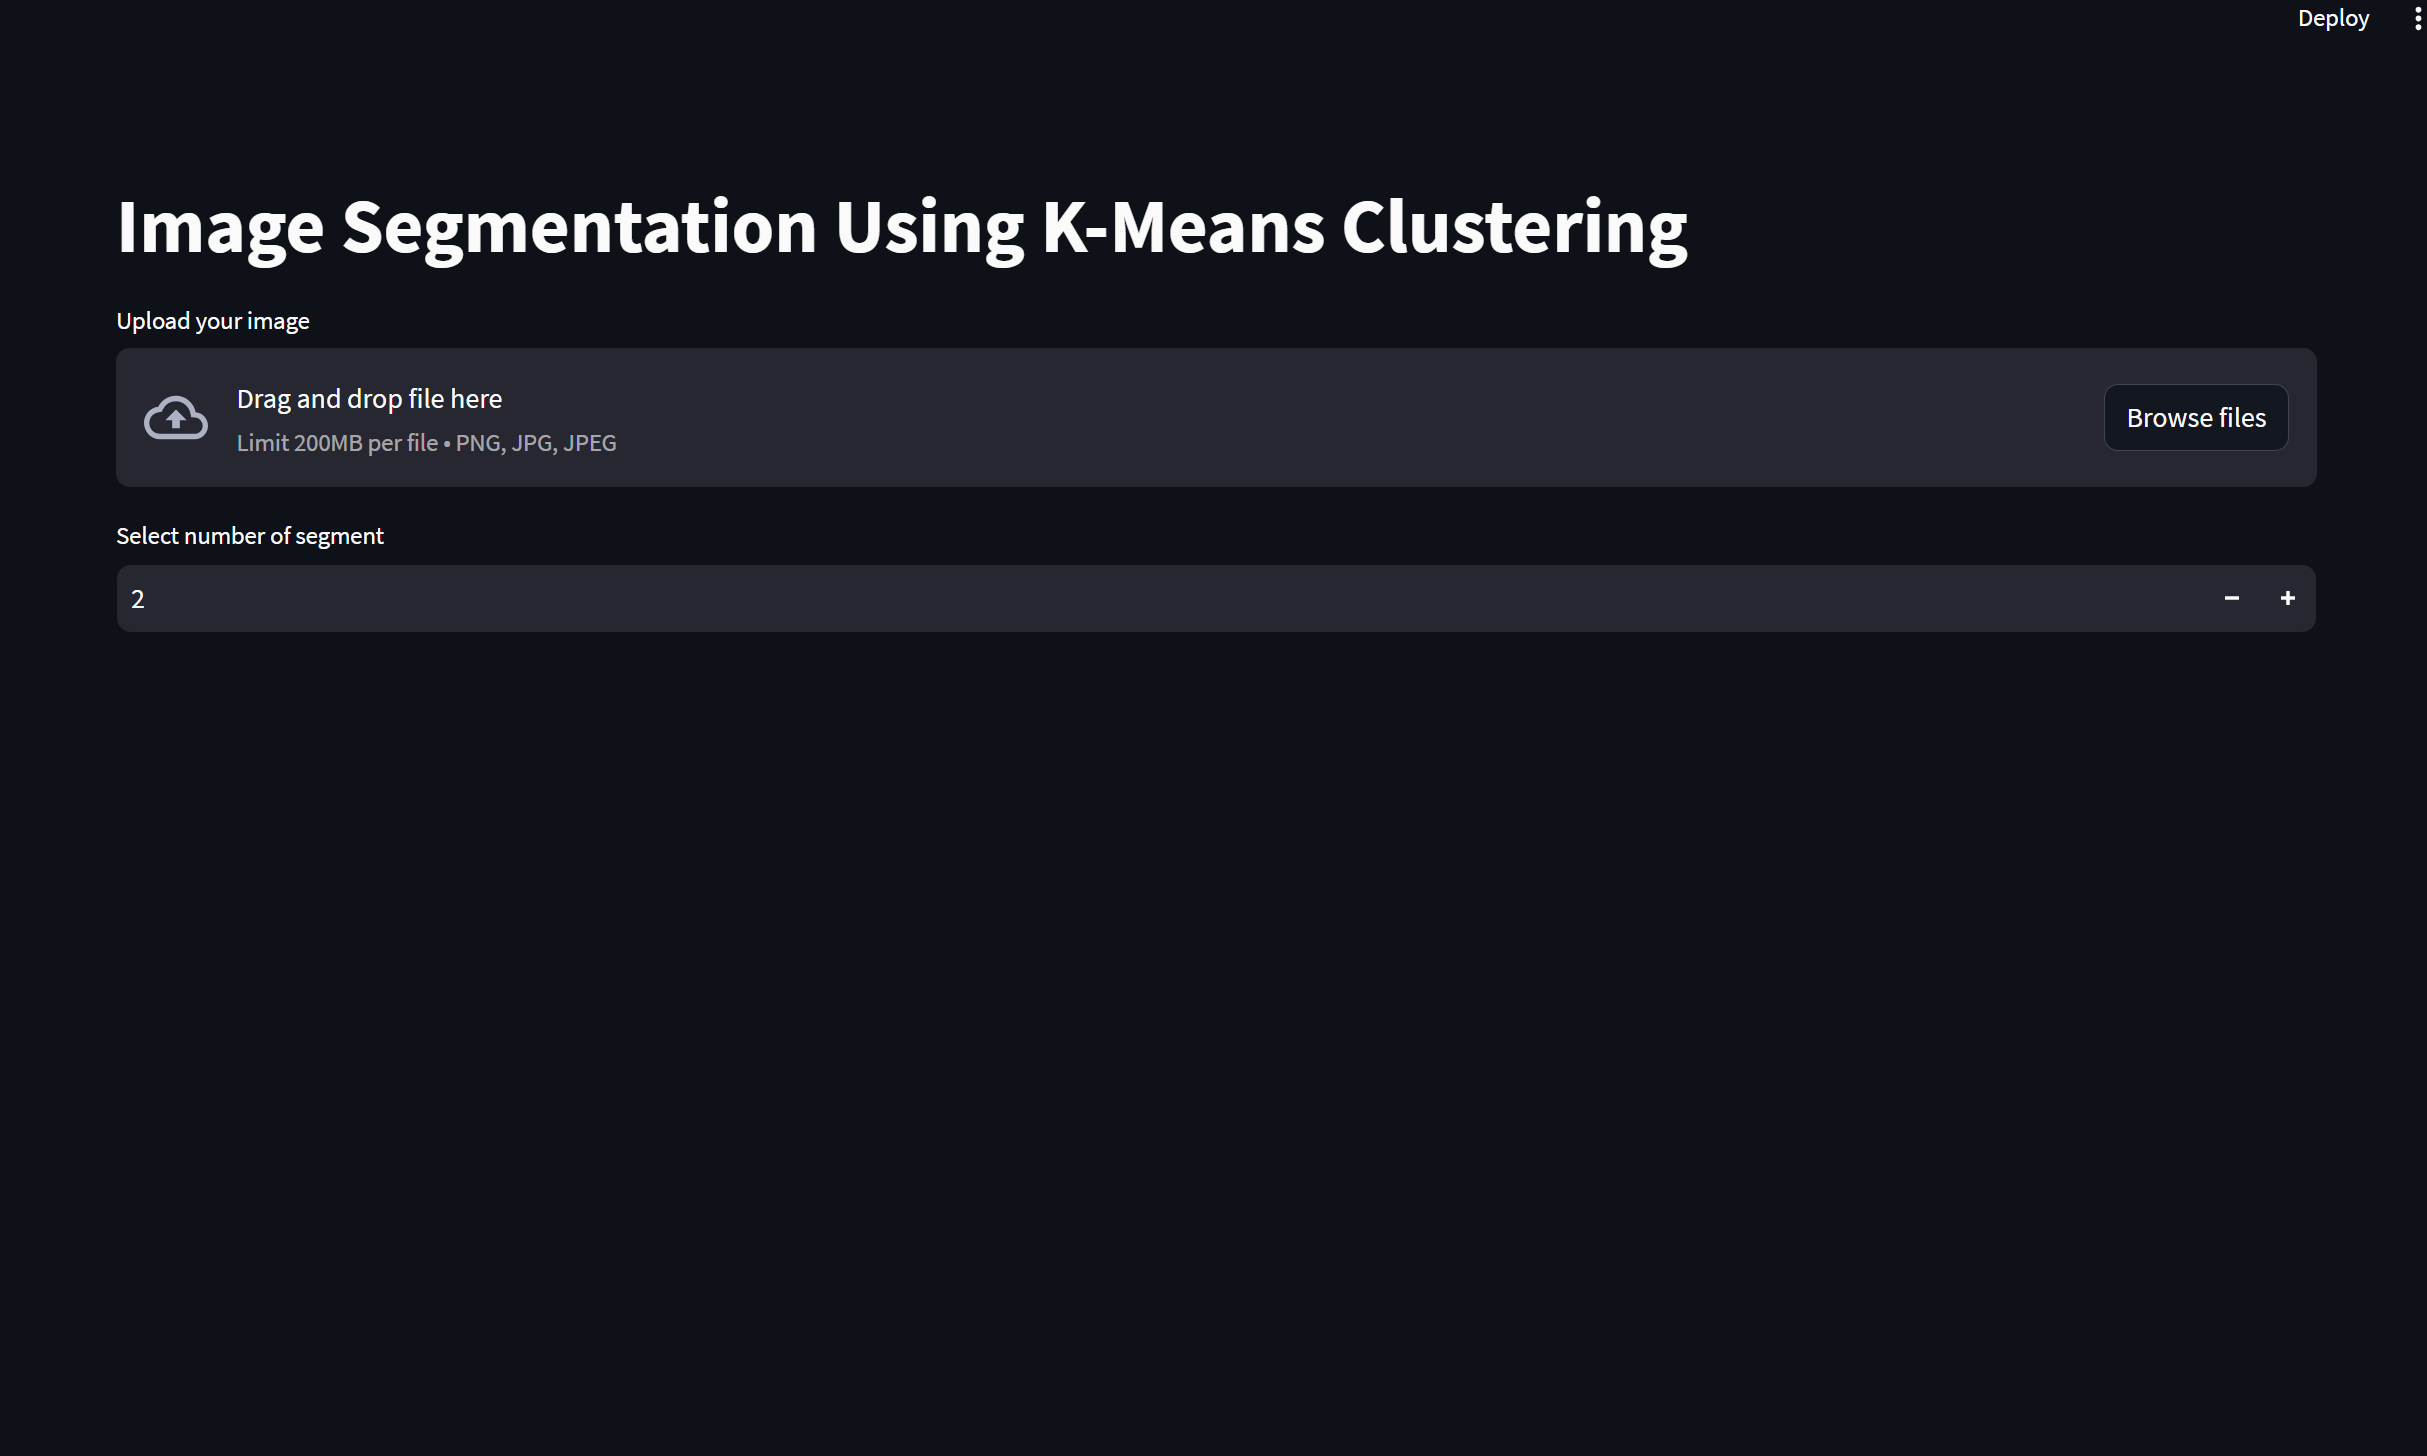 Deploy
Image Segmentation Using K-Means Clustering
Upload your image
Drag and drop file here
Limit 200MB per file • PNG, JPG, JPEG
Browse files
Select number of segment
2